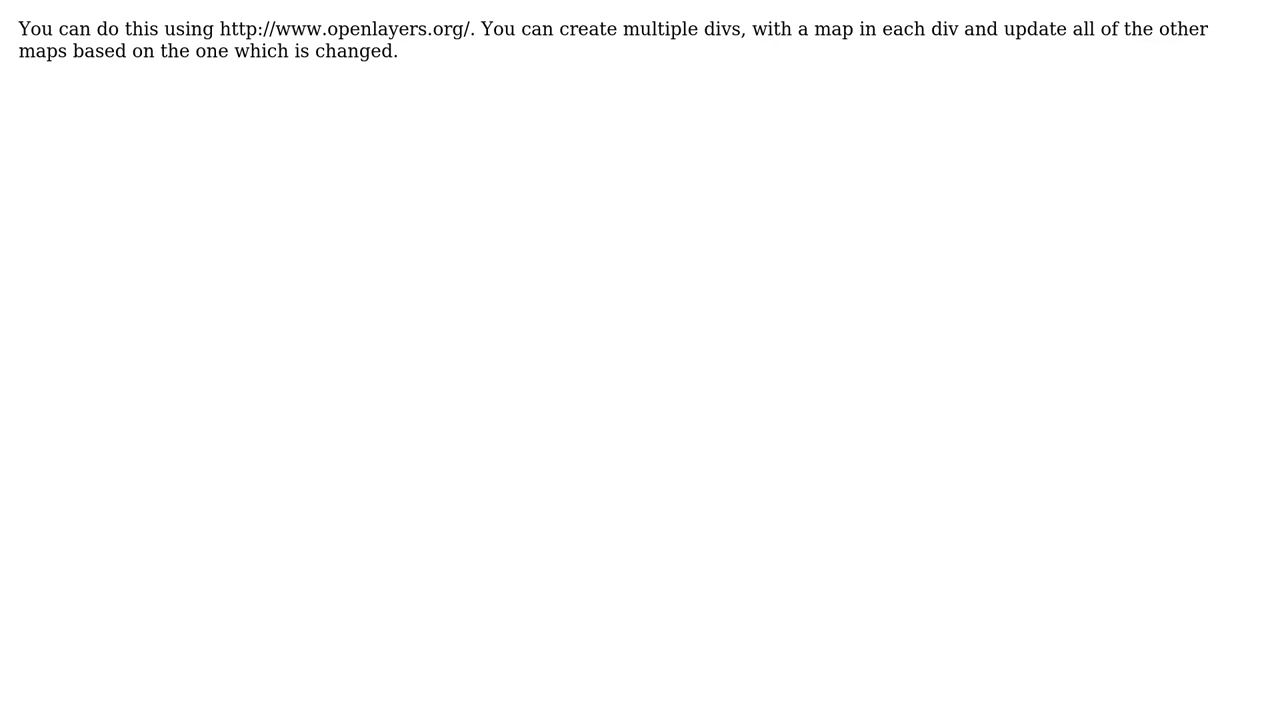 You can do this using http://www.openlayers.org/. You can create multiple divs, with a map in each div and update all of the other
maps based on the one which is changed.